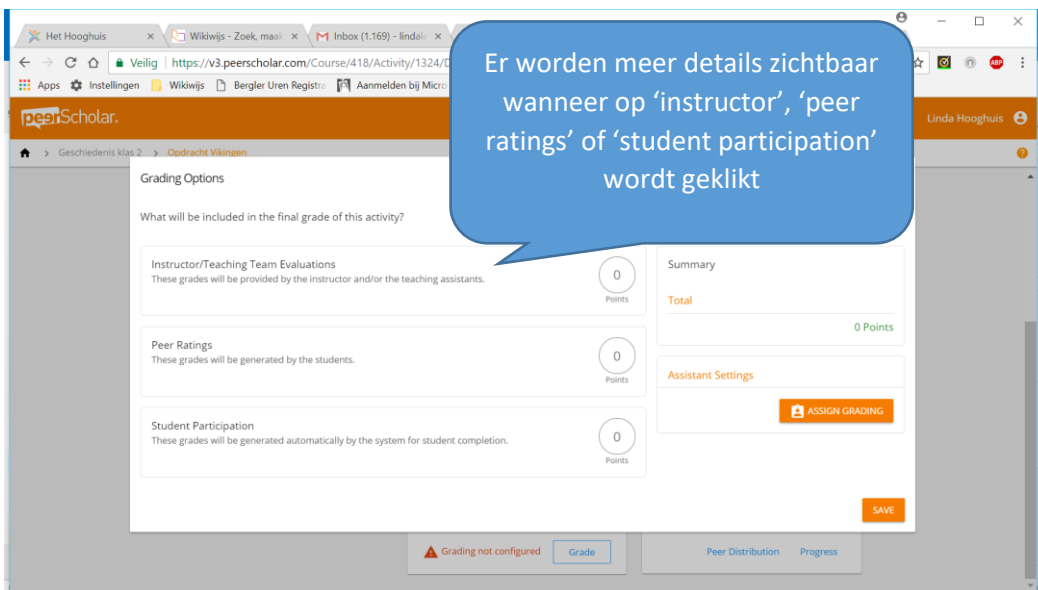 Het Hooghuis
Wikiwijs - Zoek, maak
Inbox (1.169) - lindal
Veilig | https://v3.peerscholar.com/Course/418/Activity/1324/D
Apps Instellingen Wikiwijs Bergler Uren Registra Aanmelden bij Micro
ABP
Er worden meer details zichtbaar
wanneer op ‘instructor’, ‘peer
ratings’ of ‘student participation’
wordt geklikt
peerScholar.
Linda Hooghuis
> Geschiedenis klas 2 > Opdracht Vikingen
?
Grading Options
What will be included in the final grade of this activity?
Instructor/Teaching Team Evaluations
These grades will be provided by the instructor and/or the teaching assistants.
0
Points
Peer Ratings
These grades will be generated by the students.
0
Points
Student Participation
These grades will be generated automatically by the system for student completion.
0
Points
Summary
Total
0 Points
Assistant Settings
ASSIGN GRADING
SAVE
Grading not configured
Grade
Peer Distribution
Progress